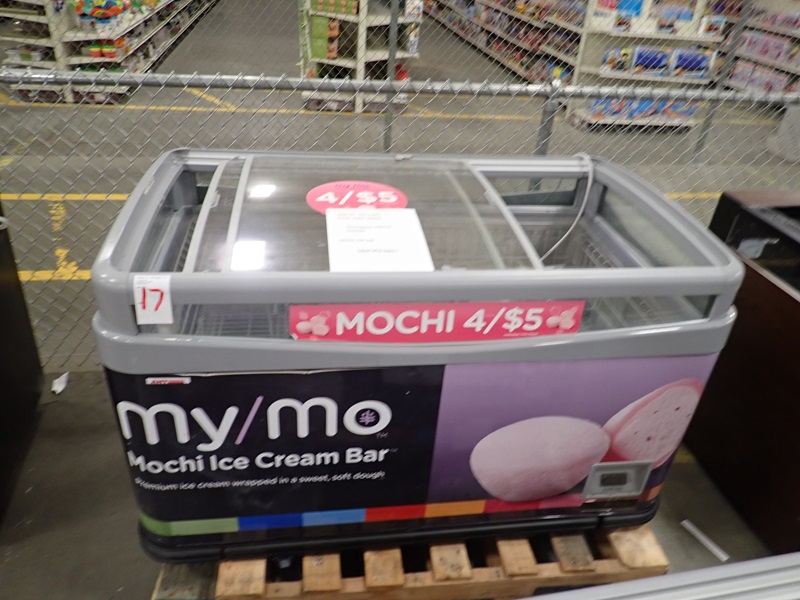 4/$5
17
MOCHI 4/$5
my/mo
TM
Mochi Ice Cream Bar
Premium ice cream wrapped in a sweet, soft dough